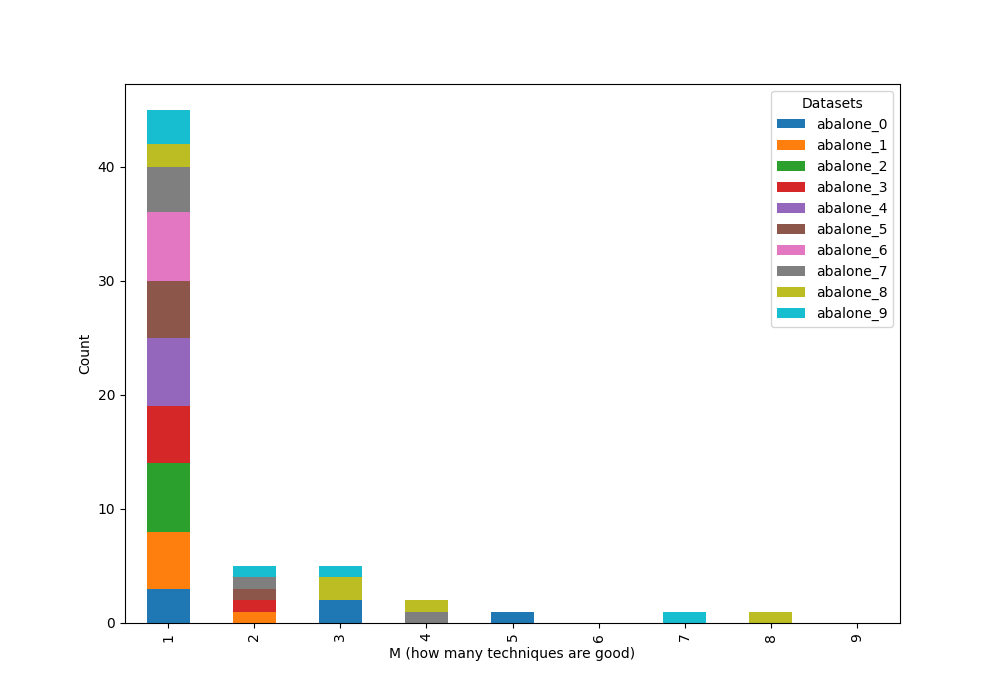 Datasets
abalone_0
abalone_1
abalone_2
abalone_3
abalone_4
abalone_5
abalone_6
abalone_7
abalone_8
abalone_9
Count
40
30
20
10
0
1 2 3 4 5 6 7 8 9
M (how many techniques are good)